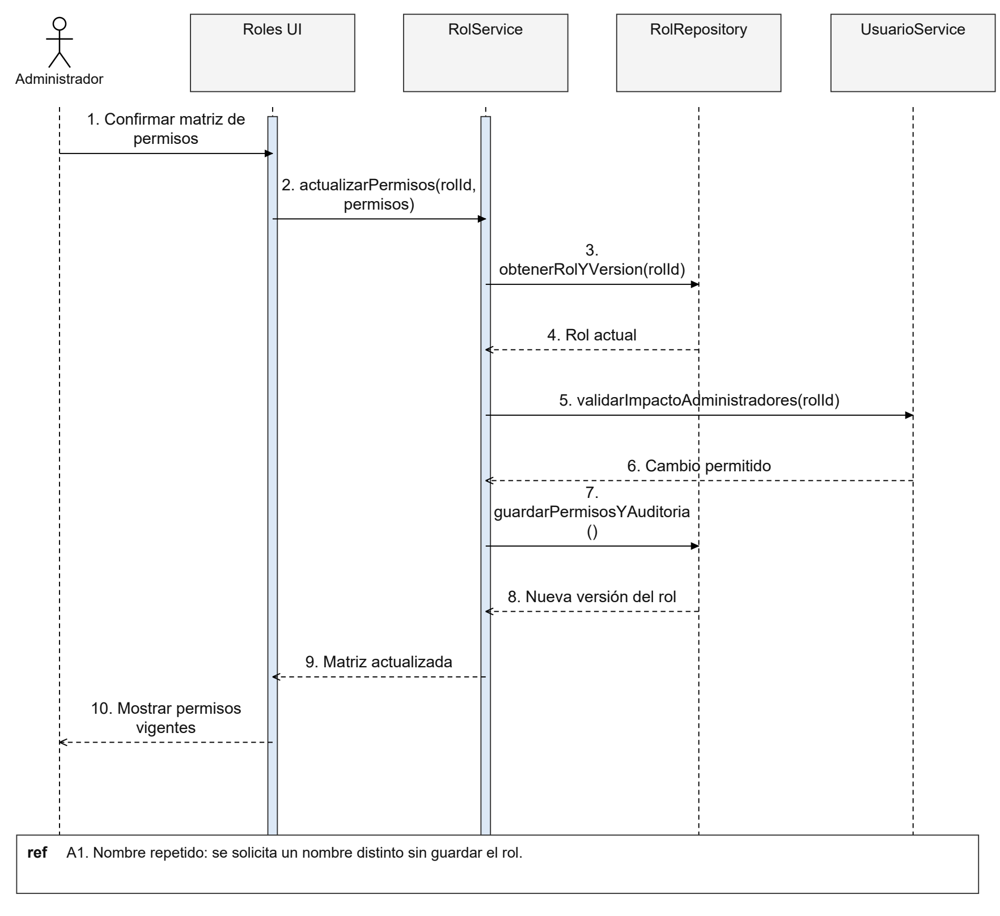 Administrador
Roles UI
RolService
RolRepository
UsuarioService
1. Confirmar matriz de
permisos
2. actualizarPermisos(rolId,
permisos)
3.
obtenerRolYVersion(rolId)
4. Rol actual
5. validarImpactoAdministradores(rolId)
6. Cambio permitido
7.
guardarPermisosYAuditoria
()
8. Nueva versión del rol
9. Matriz actualizada
10. Mostrar permisos
vigentes
ref A1. Nombre repetido: se solicita un nombre distinto sin guardar el rol.